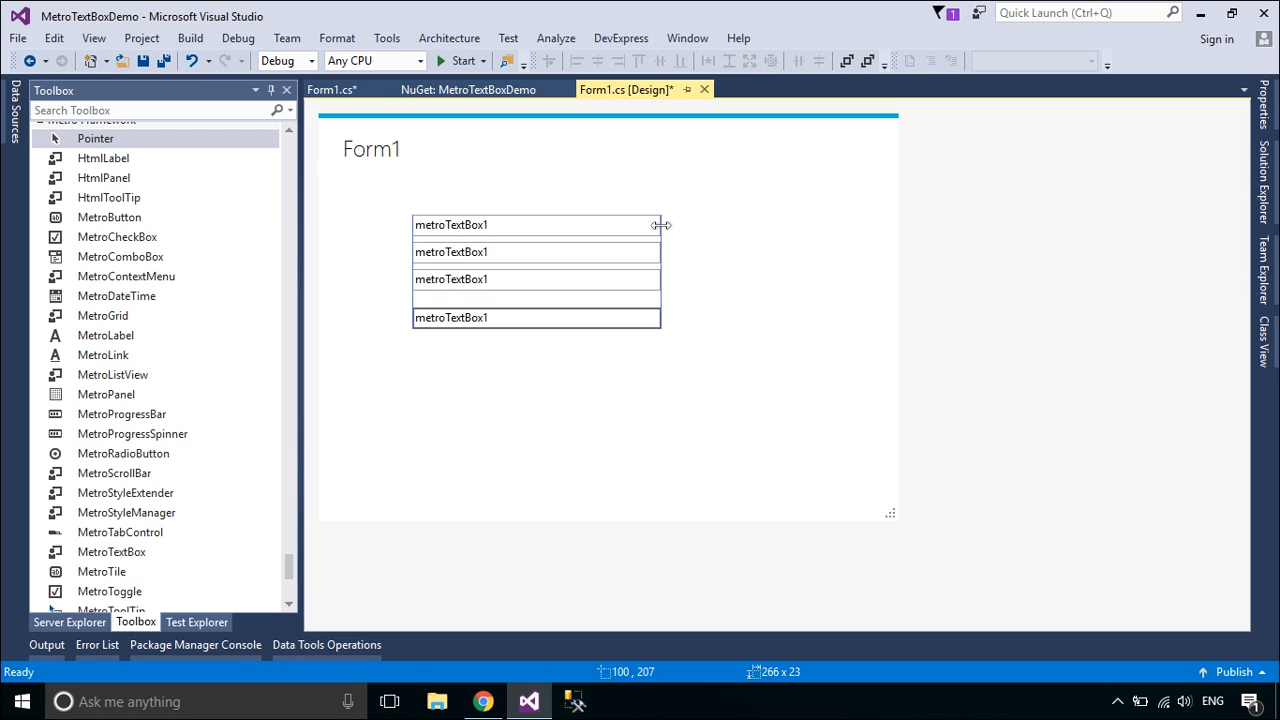 MetroTextBoxDemo - Microsoft Visual Studio
1
Quick Launch (Ctrl+Q)
File Edit View Project Build Debug Team Format Tools Architecture Test Analyze DevExpress Window Help
Sign in
Debug Any CPU Start
Data Sources
Toolbox
Form1.cs* NuGet: MetroTextBoxDemo Form1.cs [Design]*
Search Toolbox
Metro Framework
Pointer
HtmlLabel
HtmlPanel
HtmlToolTip
MetroButton
MetroCheckBox
MetroComboBox
MetroContextMenu
MetroDateTime
MetroGrid
MetroLabel
MetroLink
MetroListView
MetroPanel
MetroProgressBar
MetroProgressSpinner
MetroRadioButton
MetroScrollBar
MetroStyleExtender
MetroStyleManager
MetroTabControl
MetroTextBox
MetroTile
MetroToggle
MetroToolTip
Form1
metroTextBox1
metroTextBox1
metroTextBox1
metroTextBox1
Properties
Solution Explorer
Team Explorer
Class View
Server Explorer Toolbox Test Explorer
Output Error List Package Manager Console Data Tools Operations
Ready 100 , 207 266 x 23 Publish
Ask me anything
ENG
1